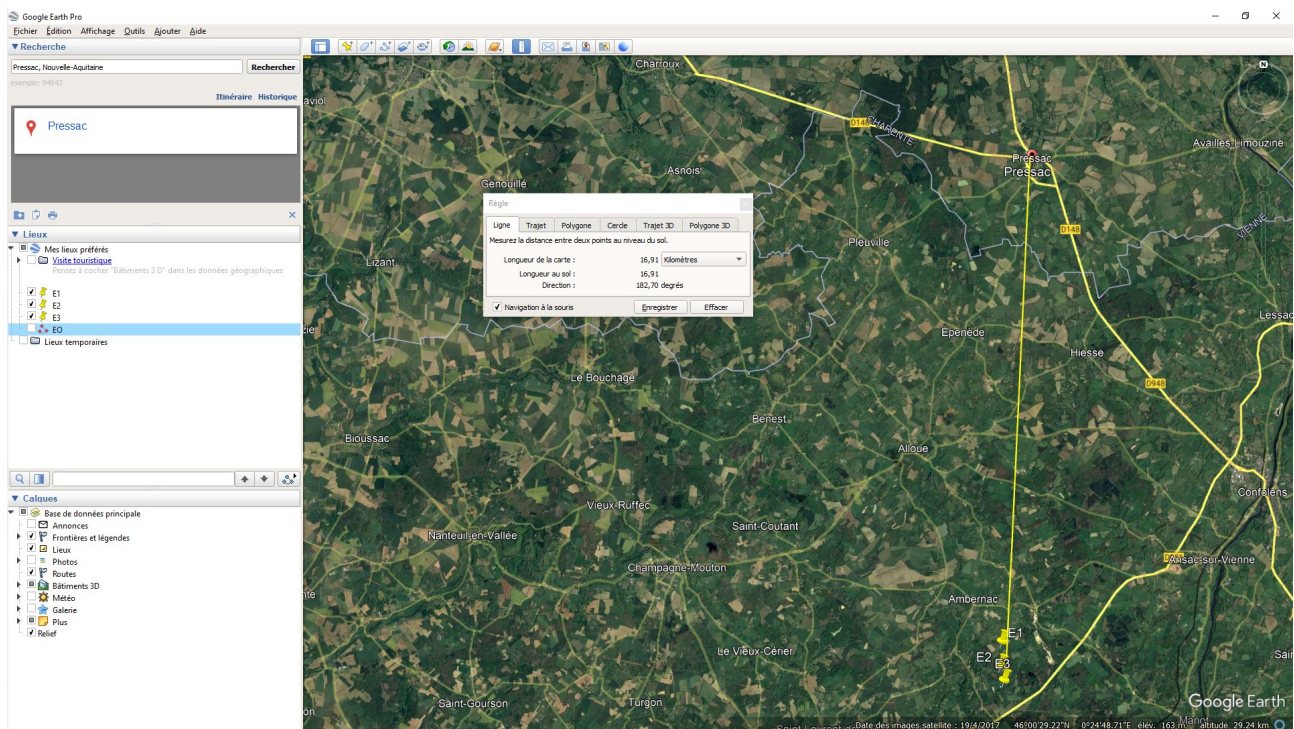 Google Earth Pro
Fichier Édition Affichage Outils Ajouter Aide
▼ Recherche
Pressac, Nouvelle-Aquitaine Rechercher
exemple: 94043
Itinéraire Historique
Pressac
▼ Lieux
Mes lieux préférés
Visite touristique
Pensez à cocher "Bâtiments 3 D" dans les données géographiques
E1
E2
E3
EO
Lieux temporaires
▼ Calques
Base de données principale
Annonces
Frontières et légendes
Lieux
Photos
Routes
Bâtiments 3D
Météo
Galerie
Plus
Relief
Règle
Ligne Trajet Polygone Cercle Trajet 3D Polygone 3D
Mesurez la distance entre deux points au niveau du sol.
Longueur de la carte : 16,91 Kilomètres
Longueur au sol : 16,91
Direction : 182,70 degrés
Navigation à la souris Enregistrer Effacer
Charroux
N
aviol
D148
CHARENTE
Availles-Limouzine
Pressac
Pressac
Asnois
Genouillé
VIENNE
D148
Pleuville
Lizant
Lessac
Epenède
Hiesse
Le Bouchage
D948
Benest
Bioussac
Alloue
Confolens
Vieux-Ruffec
Saint-Coutant
Nanteuil-en-Vallée
Ansac-sur-Vienne
Champagne-Mouton
Ambernac
E1
Le Vieux-Cérier
E2
E3
Sai
Saint-Gourson
Turgon
Google Earth
Manot
Date des images satellite : 19/4/2017 46°00'29.22"N 0°24'48.71"E élév. 163 m altitude 29.24 km